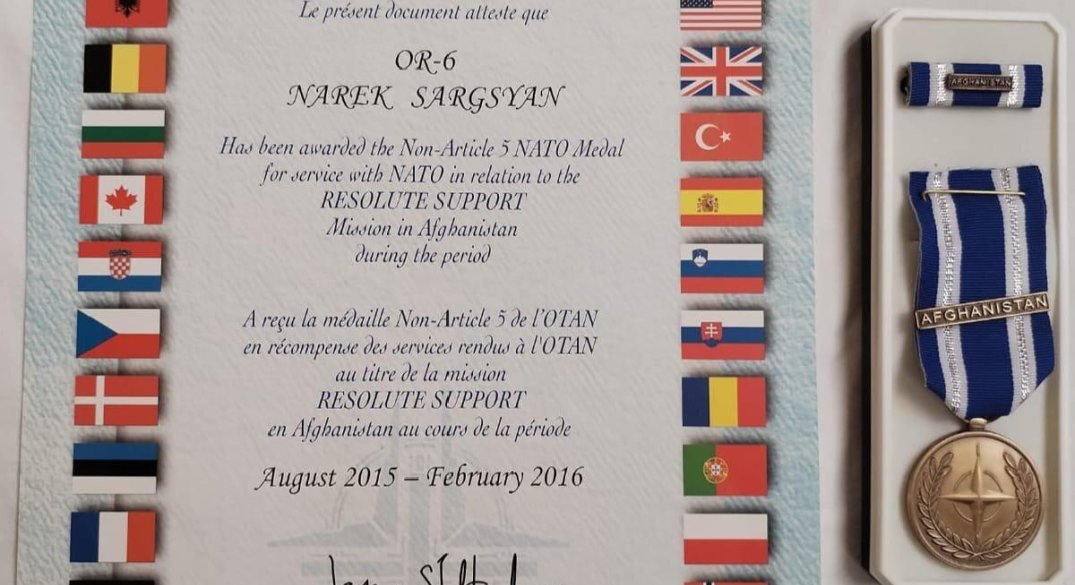 Le présent document atteste que
OR-6
NAREK SARGSYAN
Has been awarded the Non-Article 5 NATO Medal
for service with NATO in relation to the
RESOLUTE SUPPORT
Mission in Afghanistan
during the period
A reçu la médaille Non-Article 5 de l'OTAN
en récompense des services rendus à l'OTAN
au titre de la mission
RESOLUTE SUPPORT
en Afghanistan au cours de la période
August 2015 – February 2016
AFGHANISTAN
AFGHANISTAN